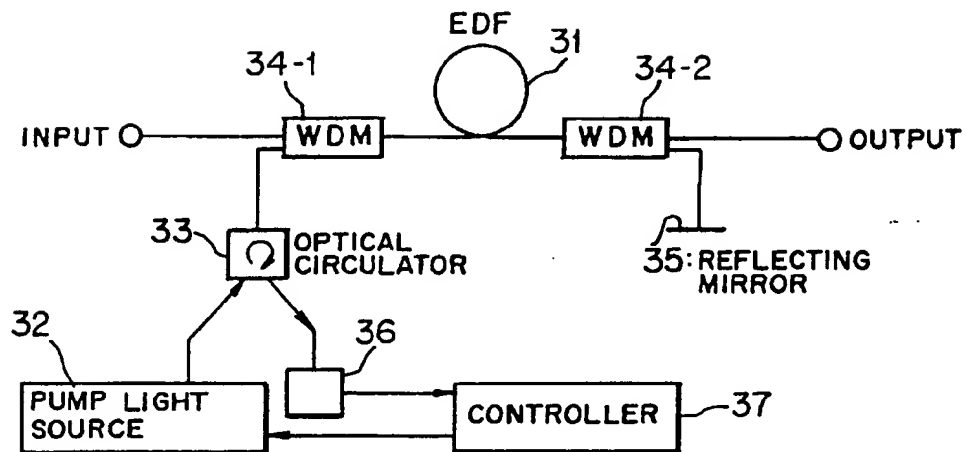 EDF
31
34-1
34-2
INPUT
WDM
WDM
OUTPUT
33
OPTICAL
CIRCULATOR
35: REFLECTING
MIRROR
32
36
PUMP LIGHT
SOURCE
CONTROLLER
37